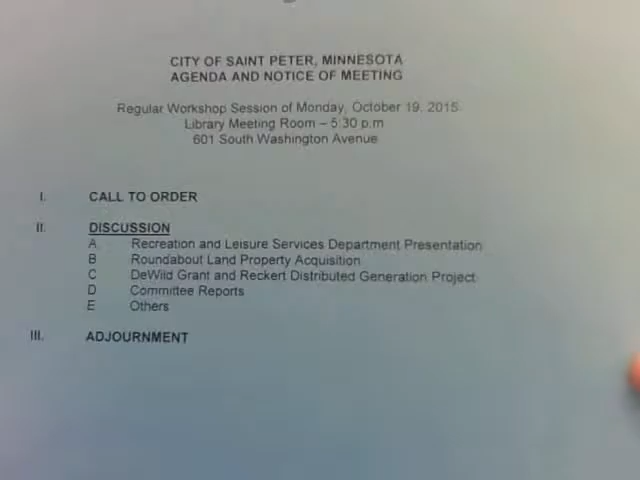 CITY OF SAINT PETER, MINNESOTA
AGENDA AND NOTICE OF MEETING
Regular Workshop Session of Monday, October 19, 2015
Library Meeting Room – 5:30 p.m
601 South Washington Avenue
I. CALL TO ORDER
II. DISCUSSION
A Recreation and Leisure Services Department Presentation
B Roundabout Land Property Acquisition
C DeWild Grant and Reckert Distributed Generation Project
D Committee Reports
E Others
III. ADJOURNMENT